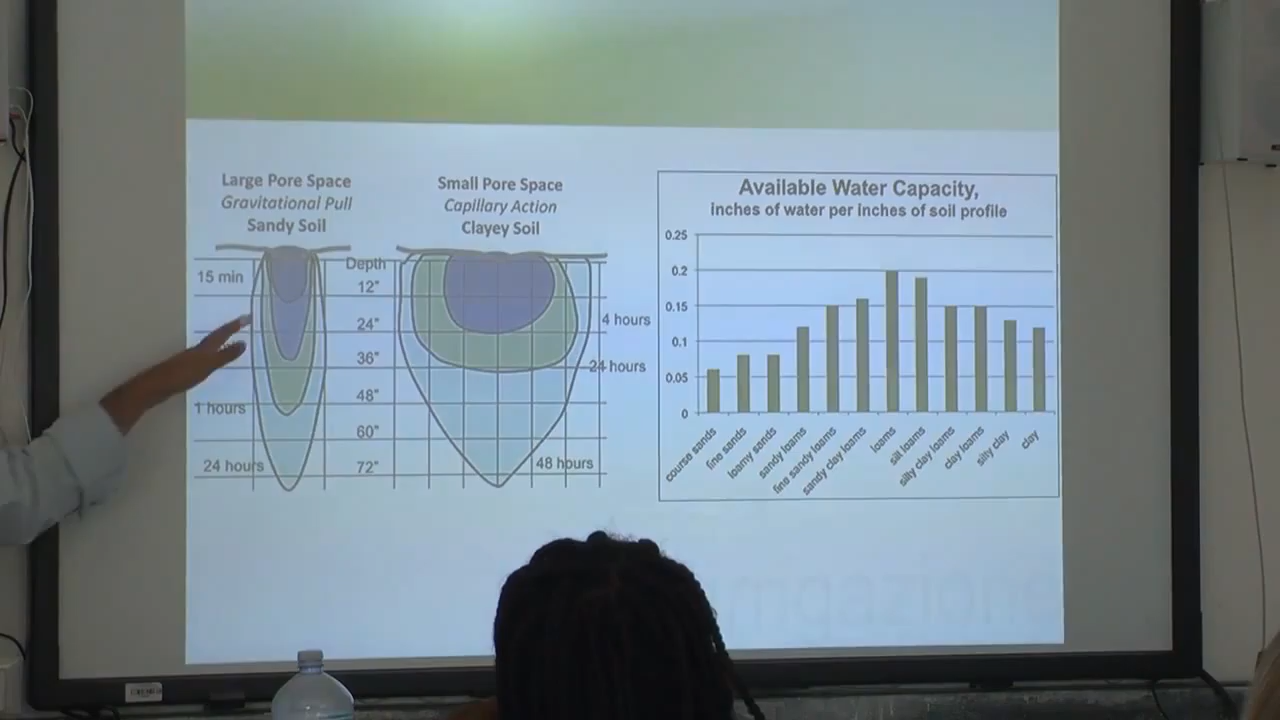 Large Pore Space
Gravitational Pull
Sandy Soil
15 min
1 hours
24 hours
Depth
12"
24"
36"
48"
60"
72"
Small Pore Space
Capillary Action
Clayey Soil
4 hours
24 hours
48 hours
Available Water Capacity,
inches of water per inches of soil profile
0.25
0.2
0.15
0.1
0.05
0
course sands
fine sands
loamy sands
sandy loams
fine sandy loams
sandy clay loams
loams
sill loams
silly clay loams
clay loams
silly clay
clay